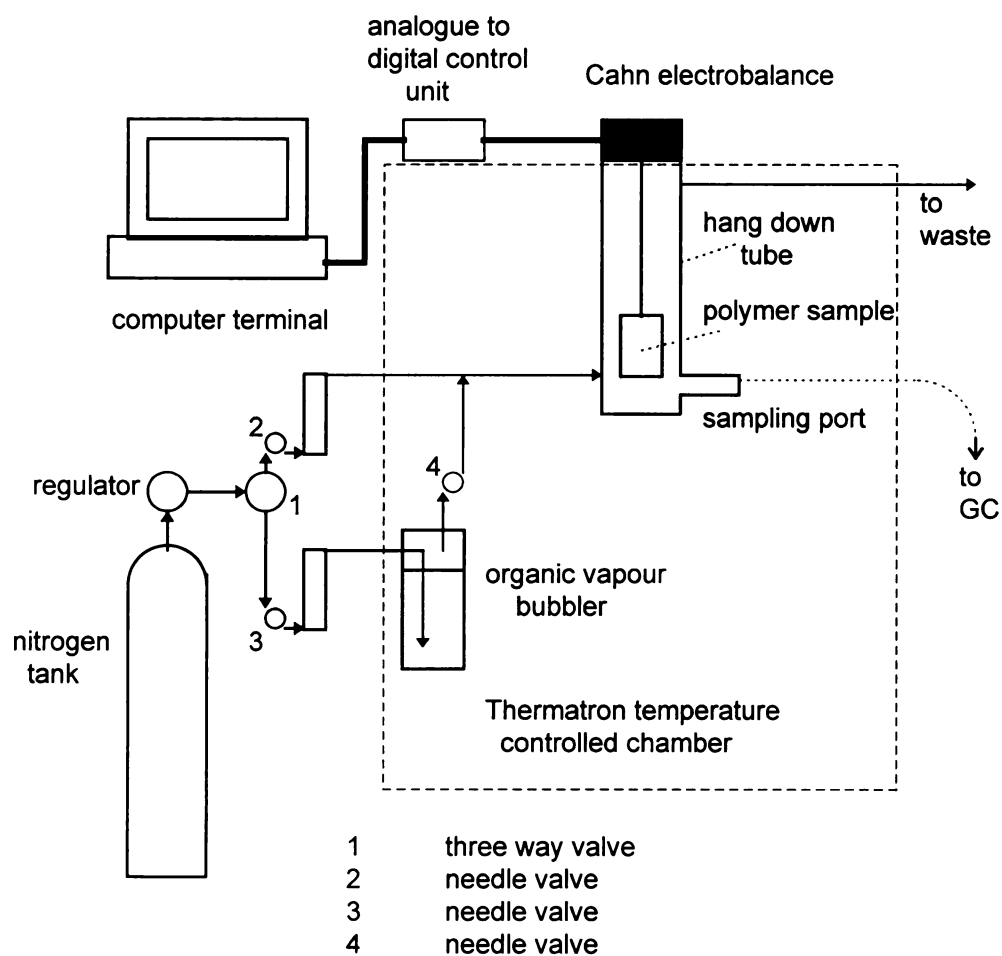 analogue to
digital control
unit
Cahn electrobalance
to
waste
hang down
tube
polymer sample
computer terminal
sampling port
to
GC
2
4
regulator
1
3
organic vapour
bubbler
nitrogen
tank
Thermatron temperature
controlled chamber
1 three way valve
2 needle valve
3 needle valve
4 needle valve